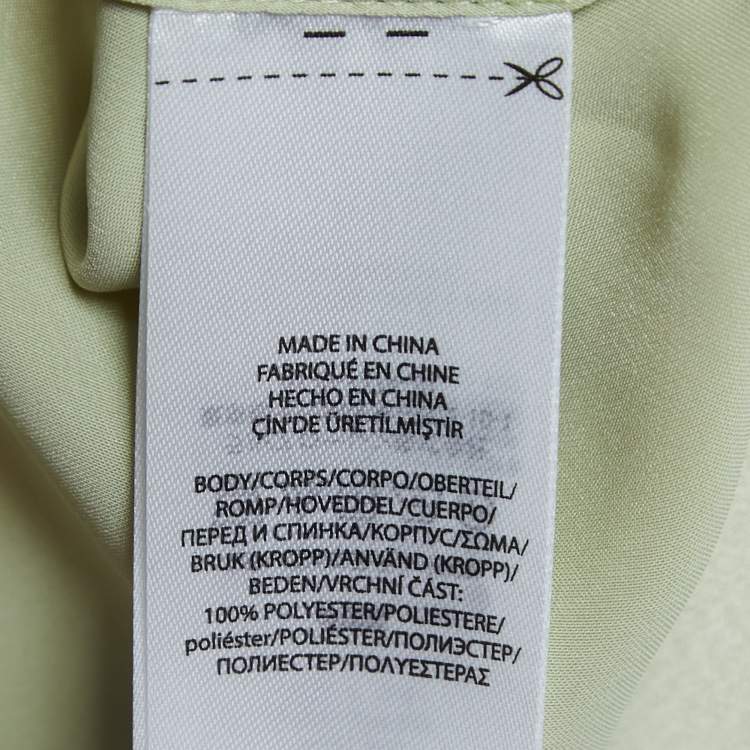 MADE IN CHINA
FABRIQUÉ EN CHINE
HECHO EN CHINA
ÇİN'DE ÜRETİLMİŞTİR
BODY/CORPS/CORPO/OBERTEIL/
ROMP/HOVEDDEL/CUERPO/
ПЕРЕД И СПИНКА/КОРПУС/ΣΩΜΑ/
BRUK (KROPP)/ANVÄND (KROPP)/
BEDEN/VRCHNÍ ČÁST:
100% POLYESTER/POLIESTERE/
poliéster/POLIÉSTER/ПОЛИЭСТЕР/
ПОЛИЕСТЕР/ΠΟΛΥΕΣΤΕΡΑΣ